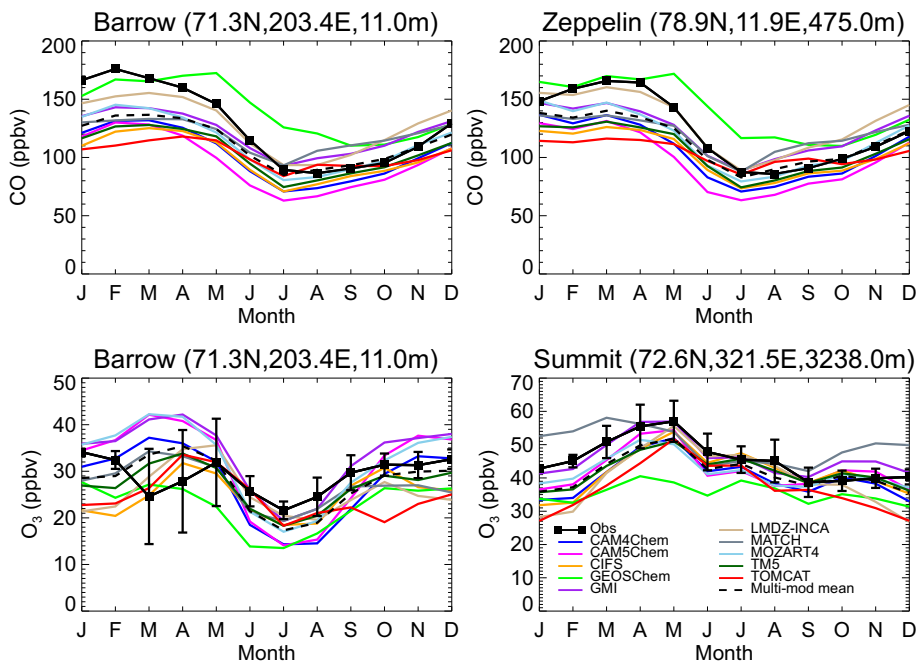 Barrow (71.3N,203.4E,11.0m)
200
150
100
50
0
CO (ppbv)
J F M A M J J A S O N D
Month
Zeppelin (78.9N,11.9E,475.0m)
200
150
100
50
0
CO (ppbv)
J F M A M J J A S O N D
Month
Barrow (71.3N,203.4E,11.0m)
50
40
30
20
10
0
O3 (ppbv)
J F M A M J J A S O N D
Month
Summit (72.6N,321.5E,3238.0m)
70
60
50
40
30
20
10
0
O3 (ppbv)
Obs
CAM4Chem
CAM5Chem
CIFS
GEOSChem
GMI
LMDZ-INCA
MATCH
MOZART4
TM5
TOMCAT
Multi-mod mean
J F M A M J J A S O N D
Month